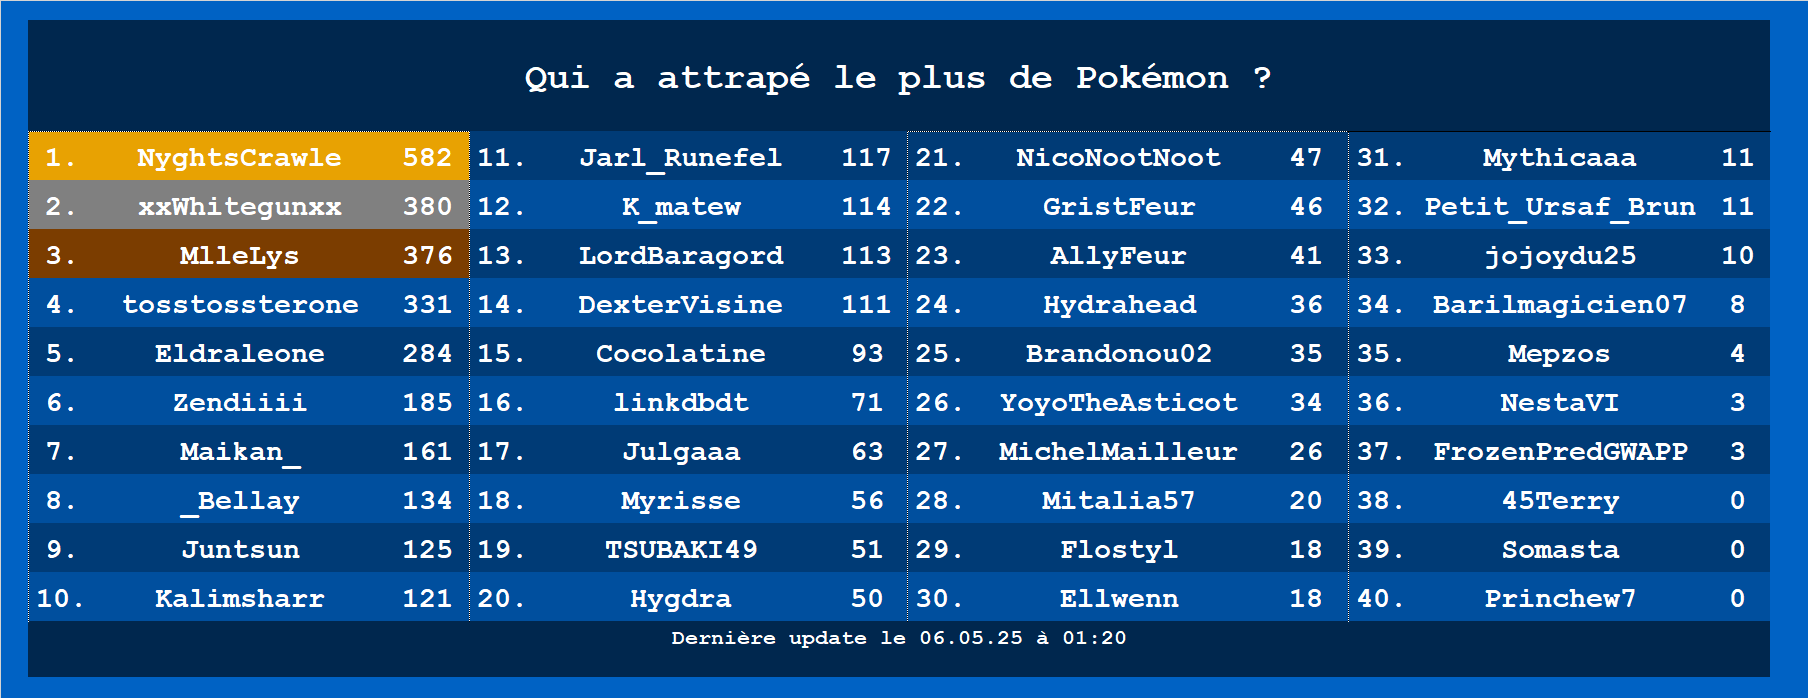 Qui a attrapé le plus de Pokémon ?
1. NyghtsCrawle 582 11. Jarl_Runefel 117 21. NicoNootNoot 47 31. Mythicaaa 11
2. xxWhitegunxx 380 12. K_matew 114 22. GristFeur 46 32. Petit_Ursaf_Brun 11
3. MlleLys 376 13. LordBaragord 113 23. AllyFeur 41 33. jojoydu25 10
4. tosstossterone 331 14. DexterVisine 111 24. Hydrahead 36 34. Barilmagicien07 8
5. Eldraleone 284 15. Cocolatine 93 25. Brandonou02 35 35. Mepzos 4
6. Zendiiii 185 16. linkdbdt 71 26. YoyoTheAsticot 34 36. NestaVI 3
7. Maikan_ 161 17. Julgaaa 63 27. MichelMailleur 26 37. FrozenPredGWAPP 3
8. _Bellay 134 18. Myrisse 56 28. Mitalia57 20 38. 45Terry 0
9. Juntsun 125 19. TSUBAKI49 51 29. Flostyl 18 39. Somasta 0
10. Kalimsharr 121 20. Hygdra 50 30. Ellwenn 18 40. Princhew7 0
Dernière update le 06.05.25 à 01:20